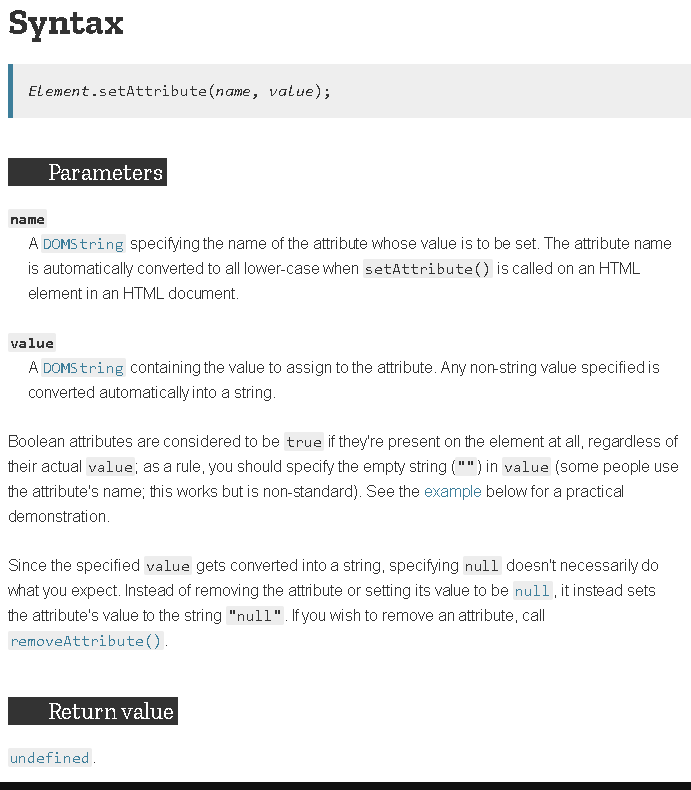 Syntax
Element.setAttribute(name, value);
Parameters
name
A DOMString specifying the name of the attribute whose value is to be set. The attribute name
is automatically converted to all lower-case when setAttribute() is called on an HTML
element in an HTML document.
value
A DOMString containing the value to assign to the attribute. Any non-string value specified is
converted automatically into a string.
Boolean attributes are considered to be true if they're present on the element at all, regardless of
their actual value; as a rule, you should specify the empty string ("") in value (some people use
the attribute's name; this works but is non-standard). See the example below for a practical
demonstration.
Since the specified value gets converted into a string, specifying null doesn't necessarily do
what you expect. Instead of removing the attribute or setting its value to be null, it instead sets
the attribute's value to the string "null". If you wish to remove an attribute, call
removeAttribute().
Return value
undefined.